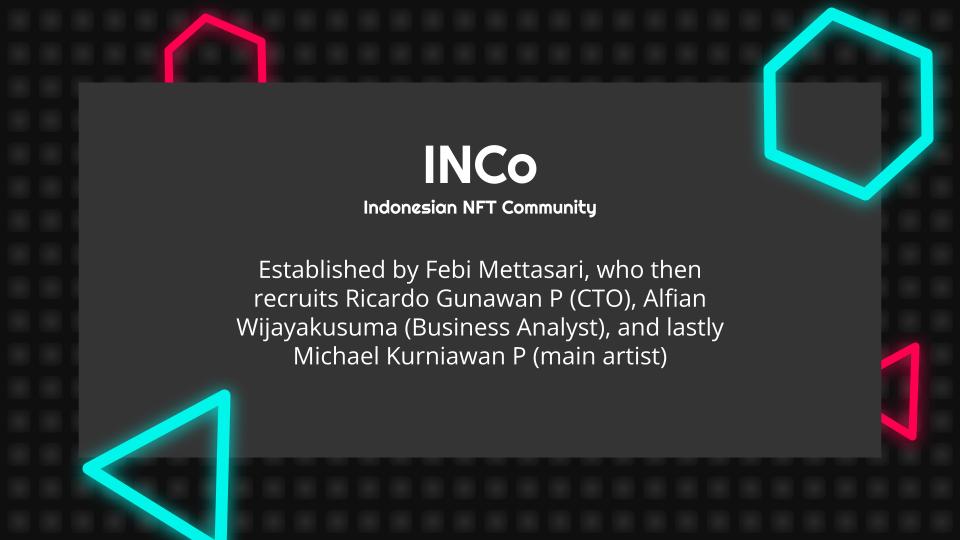 INCo
Indonesian NFT Community
Established by Febi Mettasari, who then
recruits Ricardo Gunawan P (CTO), Alfian
Wijayakusuma (Business Analyst), and lastly
Michael Kurniawan P (main artist)